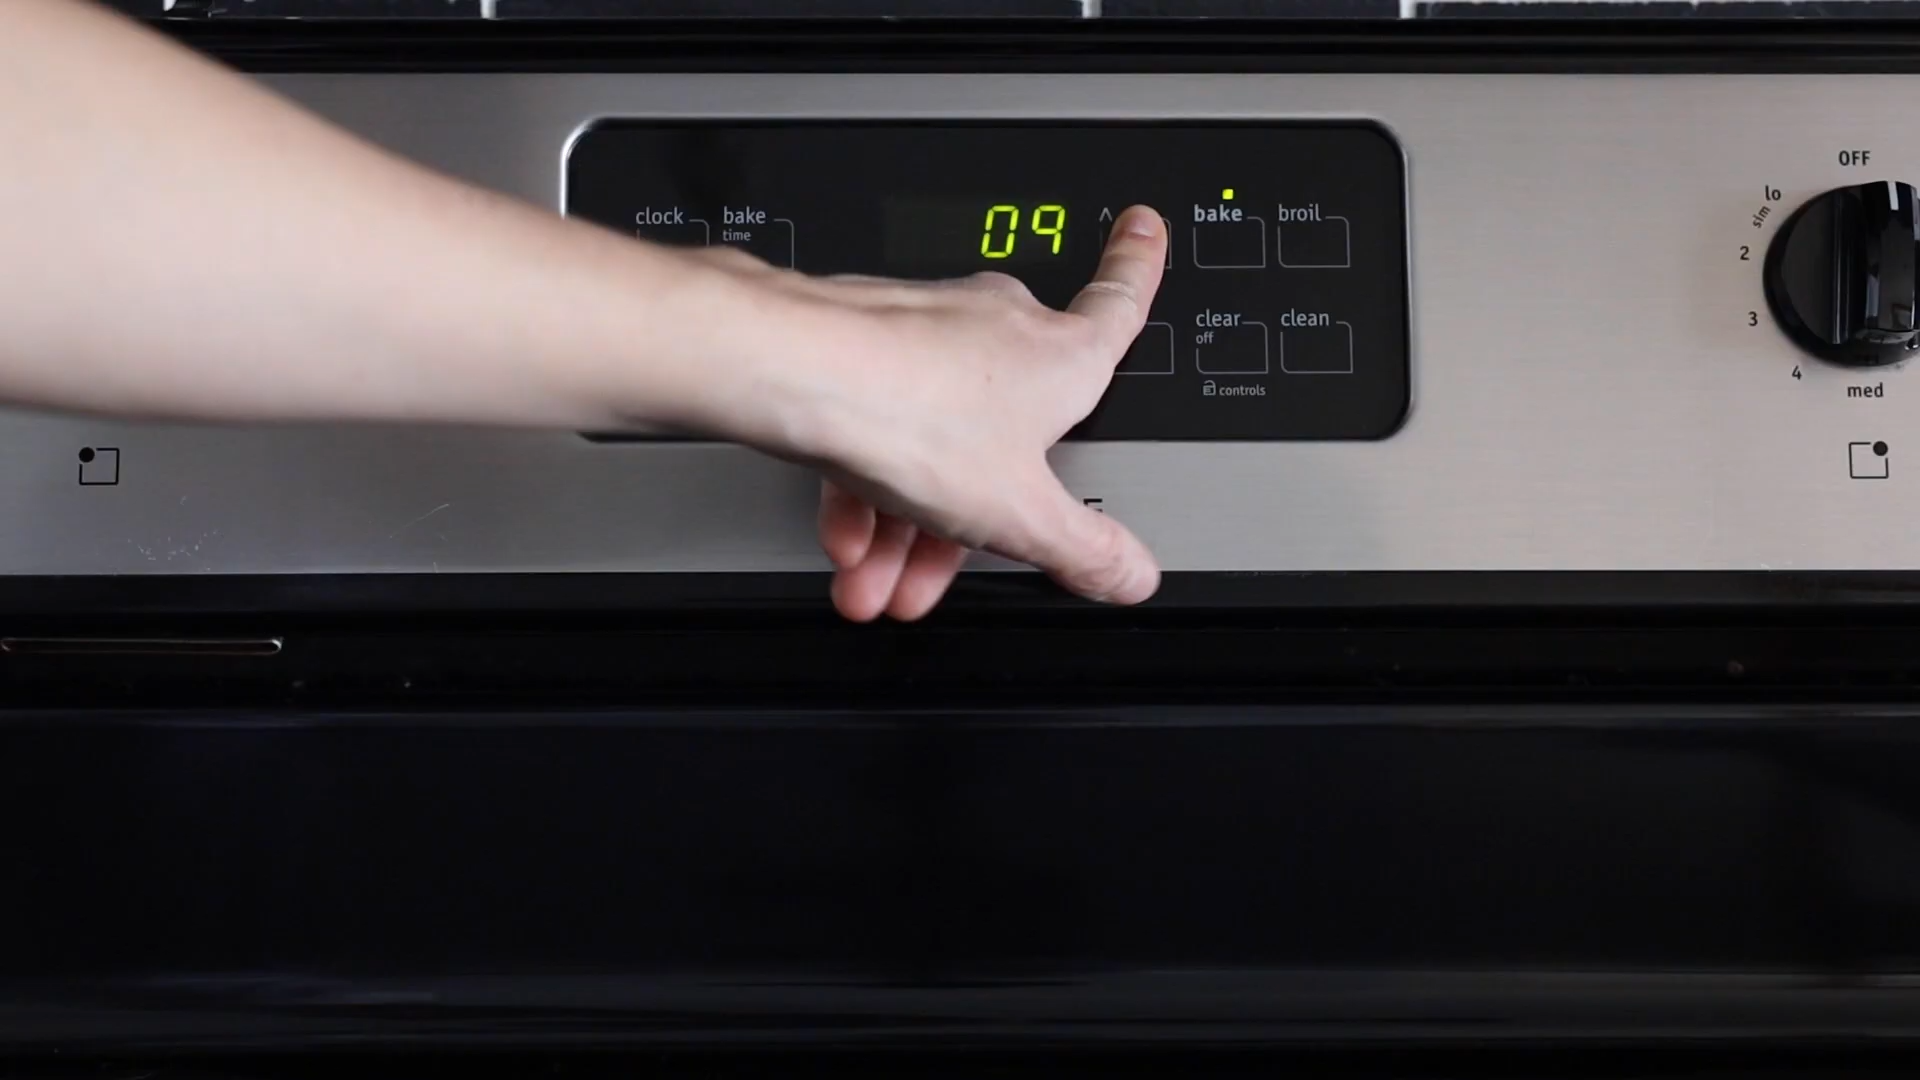 OFF
lo
sim
2
3
4
med
clock
bake
time
09
^
bake
broil
clear
off
clean
controls